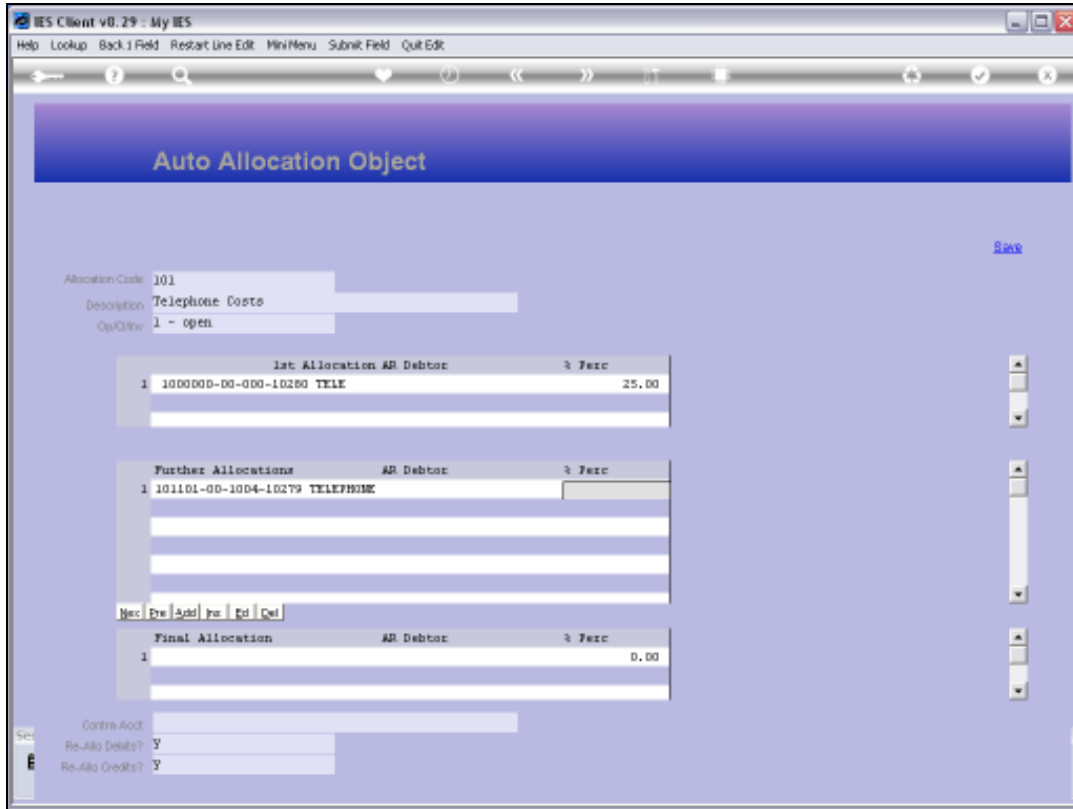 IES Client v8.29 : My IES
Help Lookup Back 1 Field Restart Line Edit Mini Menu Submit Field Quit Edit
Auto Allocation Object
Save
Allocation Code 101
Description Telephone Costs
Op/Cl/Inv 1 - open
1st Allocation AR Debtor % Perc
1 1000000-00-000-10280 TELE 25.00
Further Allocations AR Debtor % Perc
1 101101-00-1004-10279 TELEPHONE
Nex Pre Add Ins Ed Del
Final Allocation AR Debtor % Perc
1 0.00
Contra Acct
Re-Allo Debits? Y
Re-Allo Credits? Y